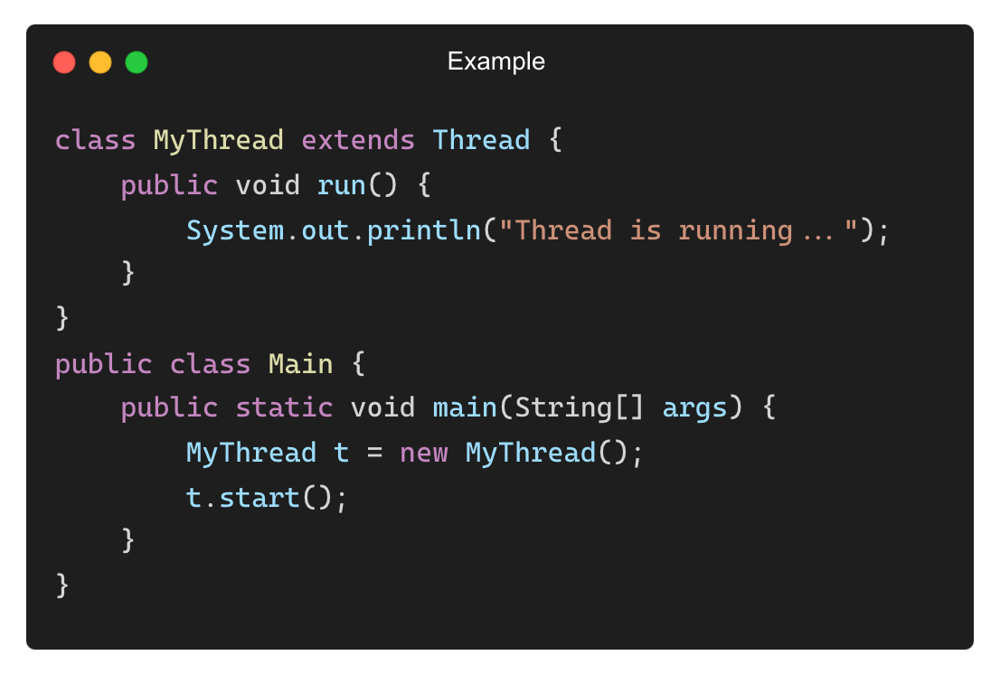 Example
class MyThread extends Thread {
    public void run() {
        System.out.println("Thread is running...");
    }
}
public class Main {
    public static void main(String[] args) {
        MyThread t = new MyThread();
        t.start();
    }
}